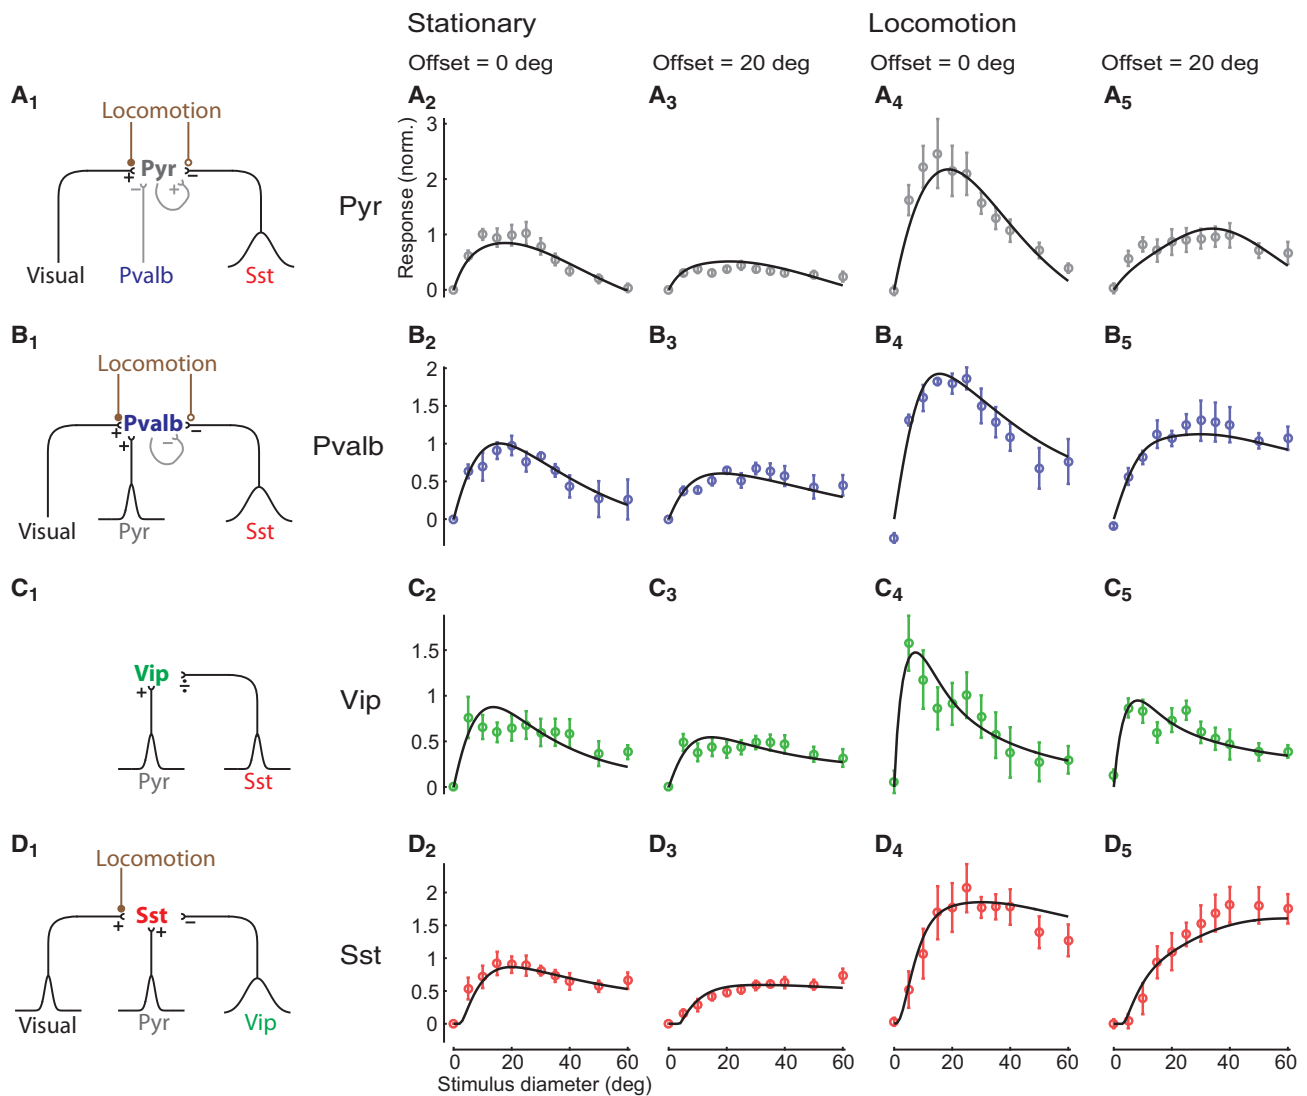 Stationary Locomotion
Offset = 0 deg Offset = 20 deg Offset = 0 deg Offset = 20 deg
A1 A2 A3 A4 A5
Locomotion
Pyr
+ − + −
Visual Pvalb Sst
Pyr
Response (norm.)
3
2
1
0
B1 B2 B3 B4 B5
Locomotion
Pvalb
+ + − −
Visual Pyr Sst
Pvalb
2
1.5
1
0.5
0
C1 C2 C3 C4 C5
Vip
+ ÷
Pyr Sst
Vip
1.5
1
0.5
0
D1 D2 D3 D4 D5
Locomotion
Sst
+ + −
Visual Pyr Vip
Sst
2
1.5
1
0.5
0
0 20 40 60 0 20 40 60 0 20 40 60 0 20 40 60
Stimulus diameter (deg)